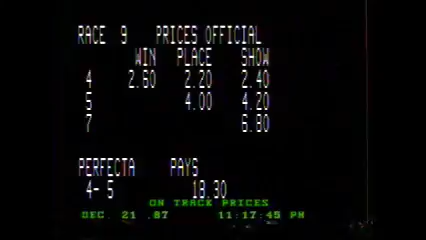 RACE 9 PRICES OFFICIAL
WIN PLACE SHOW
4 2.60 2.20 2.40
5 4.00 4.20
7 6.80
PERFECTA PAYS
4-5 18.30
ON TRACK PRICES
DEC. 21 .87 11:17:45 PM